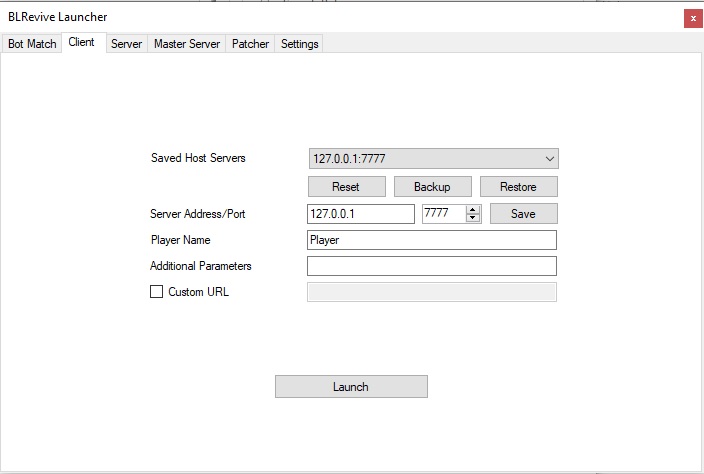 BLRevive Launcher
x
Bot Match Client Server Master Server Patcher Settings
Saved Host Servers 127.0.0.1:7777
Reset Backup Restore
Server Address/Port 127.0.0.1 7777 Save
Player Name Player
Additional Parameters
Custom URL
Launch